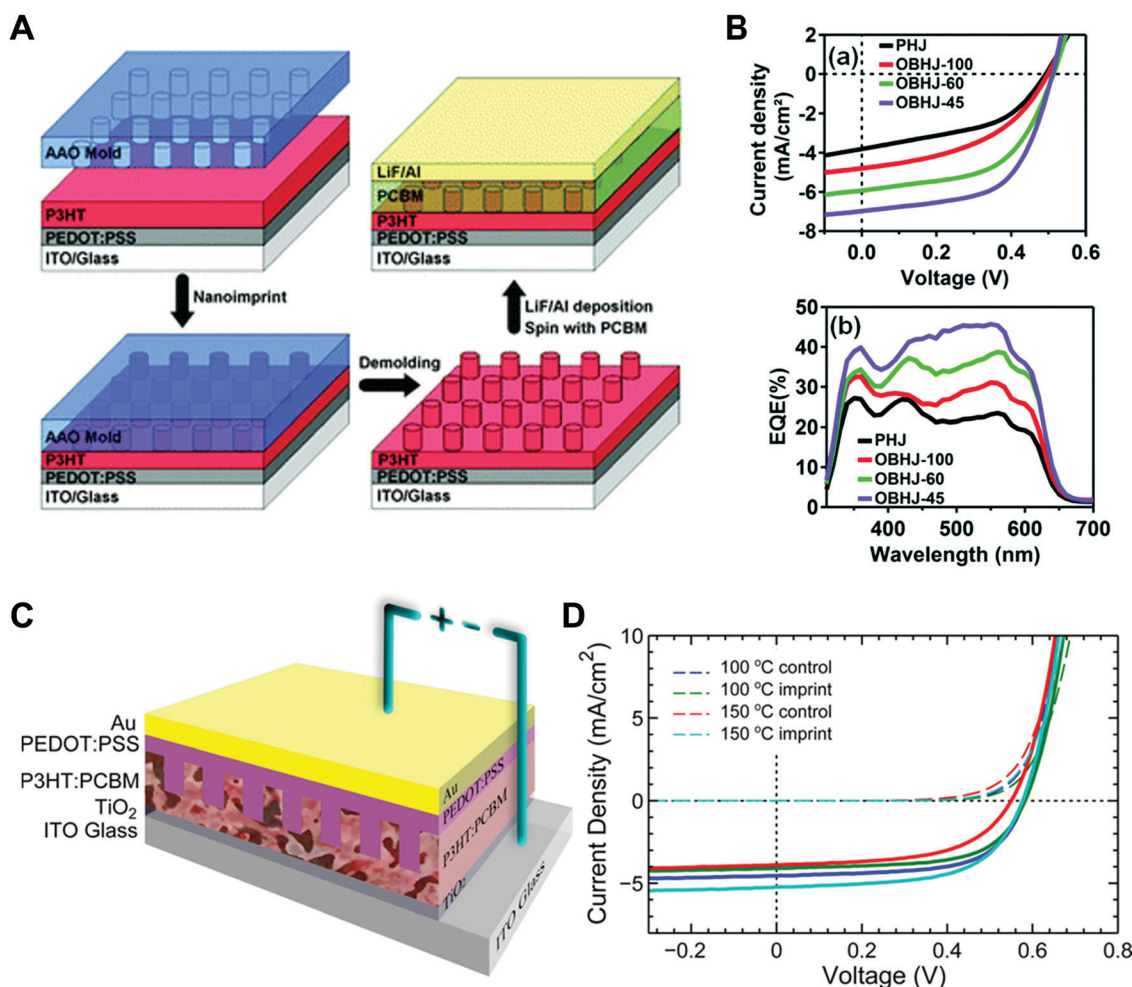 A
AAO Mold
P3HT
PEDOT:PSS
ITO/Glass
Nanoimprint
AAO Mold
P3HT
PEDOT:PSS
ITO/Glass
Demolding
P3HT
PEDOT:PSS
ITO/Glass
LiF/Al deposition
Spin with PCBM
LiF/Al
PCBM
P3HT
PEDOT:PSS
ITO/Glass
B
(a)
PHJ
OBHJ-100
OBHJ-60
OBHJ-45
Current density
(mA/cm²)
2
0
-2
-4
-6
-8
0.0 0.2 0.4 0.6
Voltage (V)
(b)
EQE(%)
50
40
30
20
10
0
PHJ
OBHJ-100
OBHJ-60
OBHJ-45
400 500 600 700
Wavelength (nm)
C
+ -
Au
PEDOT:PSS
P3HT:PCBM
TiO2
ITO Glass
Au
PEDOT:PSS
P3HT:PCBM
TiO2
ITO Glass
D
Current Density (mA/cm2)
10
5
0
−5
100 ºC control
100 ºC imprint
150 ºC control
150 ºC imprint
−0.2 0 0.2 0.4 0.6 0.8
Voltage (V)